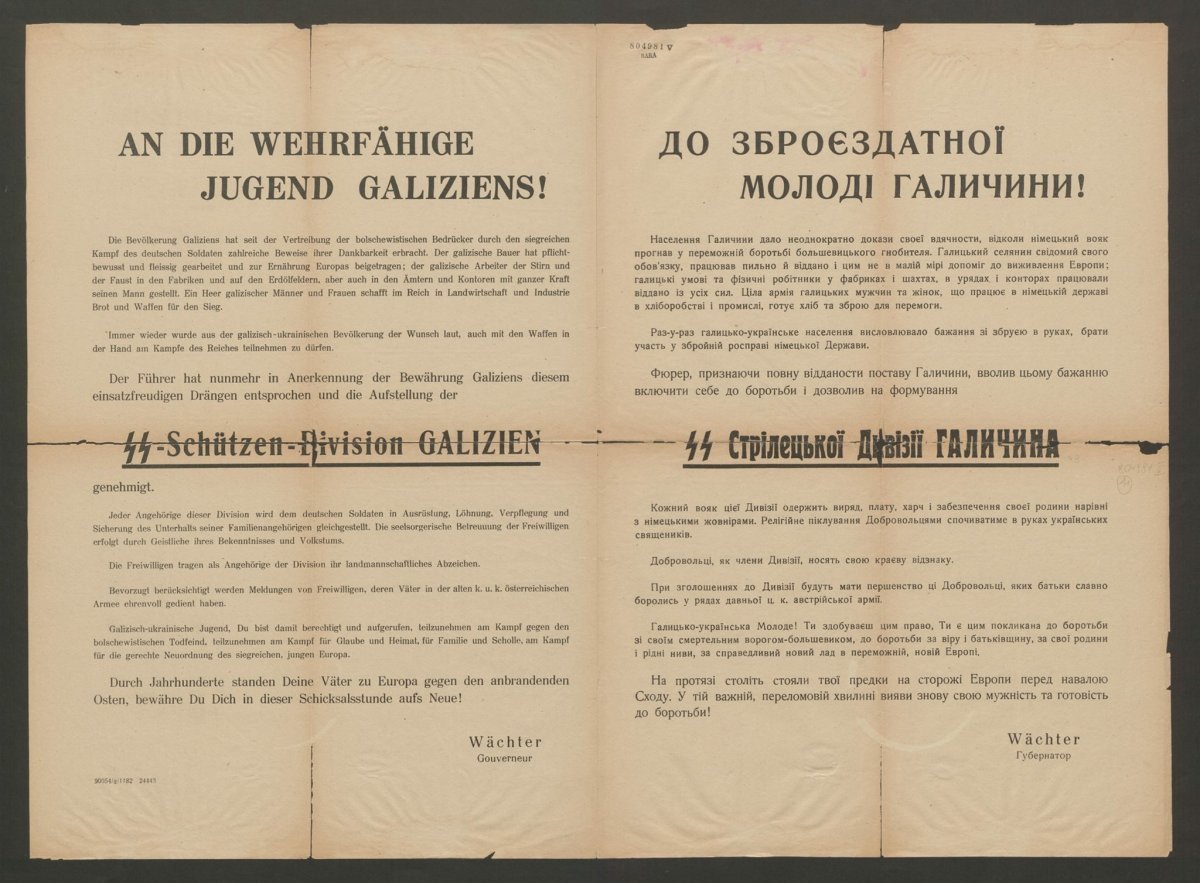 804981 V
RARA
AN DIE WEHRFÄHIGE
JUGEND GALIZIENS!
Die Bevölkerung Galiziens hat seit der Vertreibung der bolschewistischen Bedrücker durch den siegreichen
Kampf des deutschen Soldaten zahlreiche Beweise ihrer Dankbarkeit erbracht. Der galizische Bauer hat pflicht-
bewusst und fleissig gearbeitet und zur Ernährung Europas beigetragen; der galizische Arbeiter der Stirn und
der Faust in den Fabriken und auf den Erdölfeldern, aber auch in den Ämtern und Kontoren mit ganzer Kraft
seinen Mann gestellt. Ein Heer galizischer Männer und Frauen schafft im Reich in Landwirtschaft und Industrie
Brot und Waffen für den Sieg.
Immer wieder wurde aus der galizisch-ukrainischen Bevölkerung der Wunsch laut, auch mit den Waffen in
der Hand am Kampfe des Reiches teilnehmen zu dürfen.
Der Führer hat nunmehr in Anerkennung der Bewährung Galiziens diesem
einsatzfreudigen Drängen entsprochen und die Aufstellung der
SS-Schützen-Division GALIZIEN
genehmigt.
Jeder Angehörige dieser Division wird dem deutschen Soldaten in Ausrüstung, Löhnung, Verpflegung und
Sicherung des Unterhalts seiner Familienangehörigen gleichgestellt. Die seelsorgerische Betreuung der Freiwilligen
erfolgt durch Geistliche ihres Bekenntnisses und Volkstums.
Die Freiwilligen tragen als Angehörige der Division ihr landmannschaftliches Abzeichen.
Bevorzugt berücksichtigt werden Meldungen von Freiwilligen, deren Väter in der alten k. u. k. österreichischen
Armee ehrenvoll gedient haben.
Galizisch-ukrainische Jugend, Du bist damit berechtigt und aufgerufen, teilzunehmen am Kampf gegen den
bolschewistischen Todfeind, teilzunehmen am Kampf für Glaube und Heimat, für Familie und Scholle, am Kampf
für die gerechte Neuordnung des siegreichen, jungen Europa.
Durch Jahrhunderte standen Deine Väter zu Europa gegen den anbrandenden
Osten, bewähre Du Dich in dieser Schicksalsstunde aufs Neue!
Wächter
Gouverneur
90054/g/1182 24443
ДО ЗБРОЄЗДАТНОЇ
МОЛОДІ ГАЛИЧИНИ!
Населення Галичини дало неоднократно докази своєї вдячности, відколи німецький вояк
прогнав у переможній боротьбі большевицького гнобителя. Галицький селянин свідомий свого
обов'язку, працював пильно й віддано і цим не в малій мірі допоміг до виживлення Европи;
галицькі умові та фізичні робітники у фабриках і шахтах, в урядах і конторах працювали
віддано із усіх сил. Ціла армія галицьких мужчин та жінок, що працює в німецькій державі
в хліборобстві і промислі, готує хліб та зброю для перемоги.
Раз-у-раз галицько-українське населення висловлювало бажання зі збруєю в руках, брати
участь у збройній росправі німецької Держави.
Фюрер, признаючи повну відданости поставу Галичини, вволив цьому бажанню
включити себе до боротьби і дозволив на формування
SS Стрілецької Дивізії ГАЛИЧИНА
Кожний вояк цієї Дивізії одержить виряд, плату, харч і забезпечення своєї родини нарівні
з німецькими жовнірами. Релігійне піклування Добровольцями спочиватиме в руках українських
священиків.
Добровольці, як члени Дивізії, носять свою краєву відзнаку.
При зголошеннях до Дивізії будуть мати першенство ці Добровольці, яких батьки славно
боролись у рядах давньої ц. к. австрійської армії.
Галицько-українська Молоде! Ти здобуваєш цим право, Ти є цим покликана до боротьби
зі своїм смертельним ворогом-большевиком, до боротьби за віру і батьківщину, за свої родини
і рідні ниви, за справедливий новий лад в переможній, новій Европі.
На протязі століть стояли твої предки на сторожі Европи перед навалою
Сходу. У тій важній, переломовій хвилині вияви знову свою мужність та готовість
до боротьби!
Wächter
Губернатор